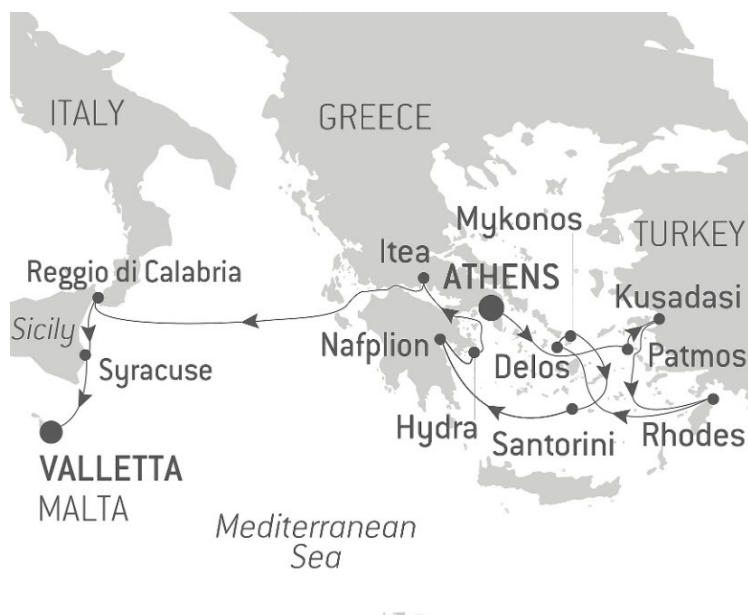 ITALY
GREECE
Mykonos
TURKEY
Itea
ATHENS
Reggio di Calabria
Kusadasi
Sicily
Nafplion
Delos
Patmos
Syracuse
Hydra
Santorini
Rhodes
VALLETTA
MALTA
Mediterranean
Sea